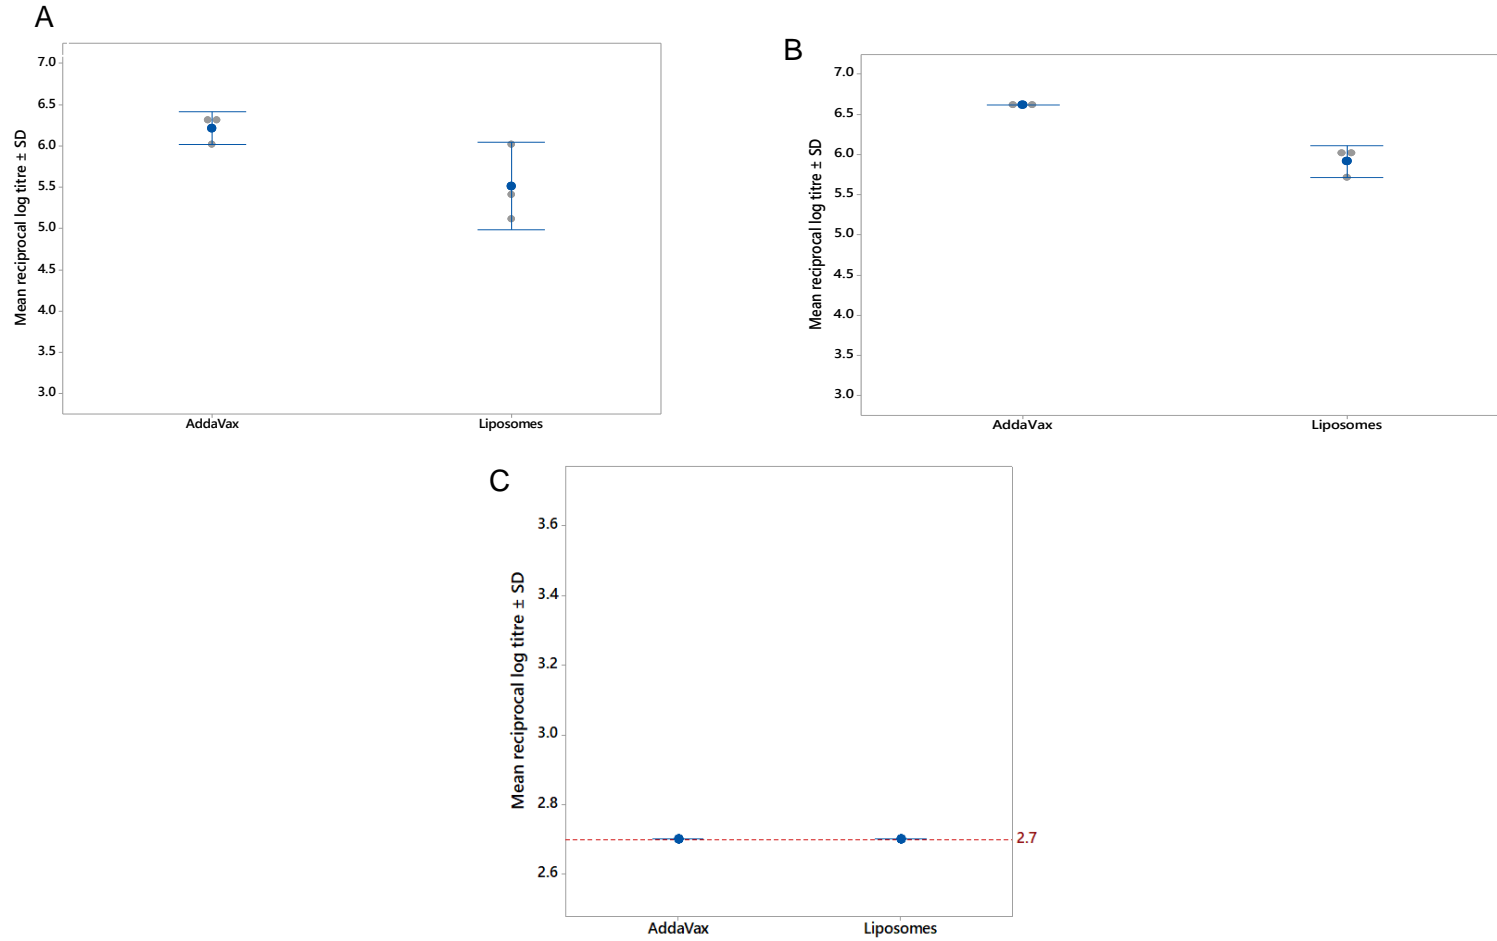 A
Mean reciprocal log titre ± SD
7.0
6.5
6.0
5.5
5.0
4.5
4.0
3.5
3.0
AddaVax Liposomes
B
Mean reciprocal log titre ± SD
7.0
6.5
6.0
5.5
5.0
4.5
4.0
3.5
3.0
AddaVax Liposomes
C
Mean reciprocal log titre ± SD
3.6
3.4
3.2
3.0
2.8
2.6
2.7
AddaVax Liposomes